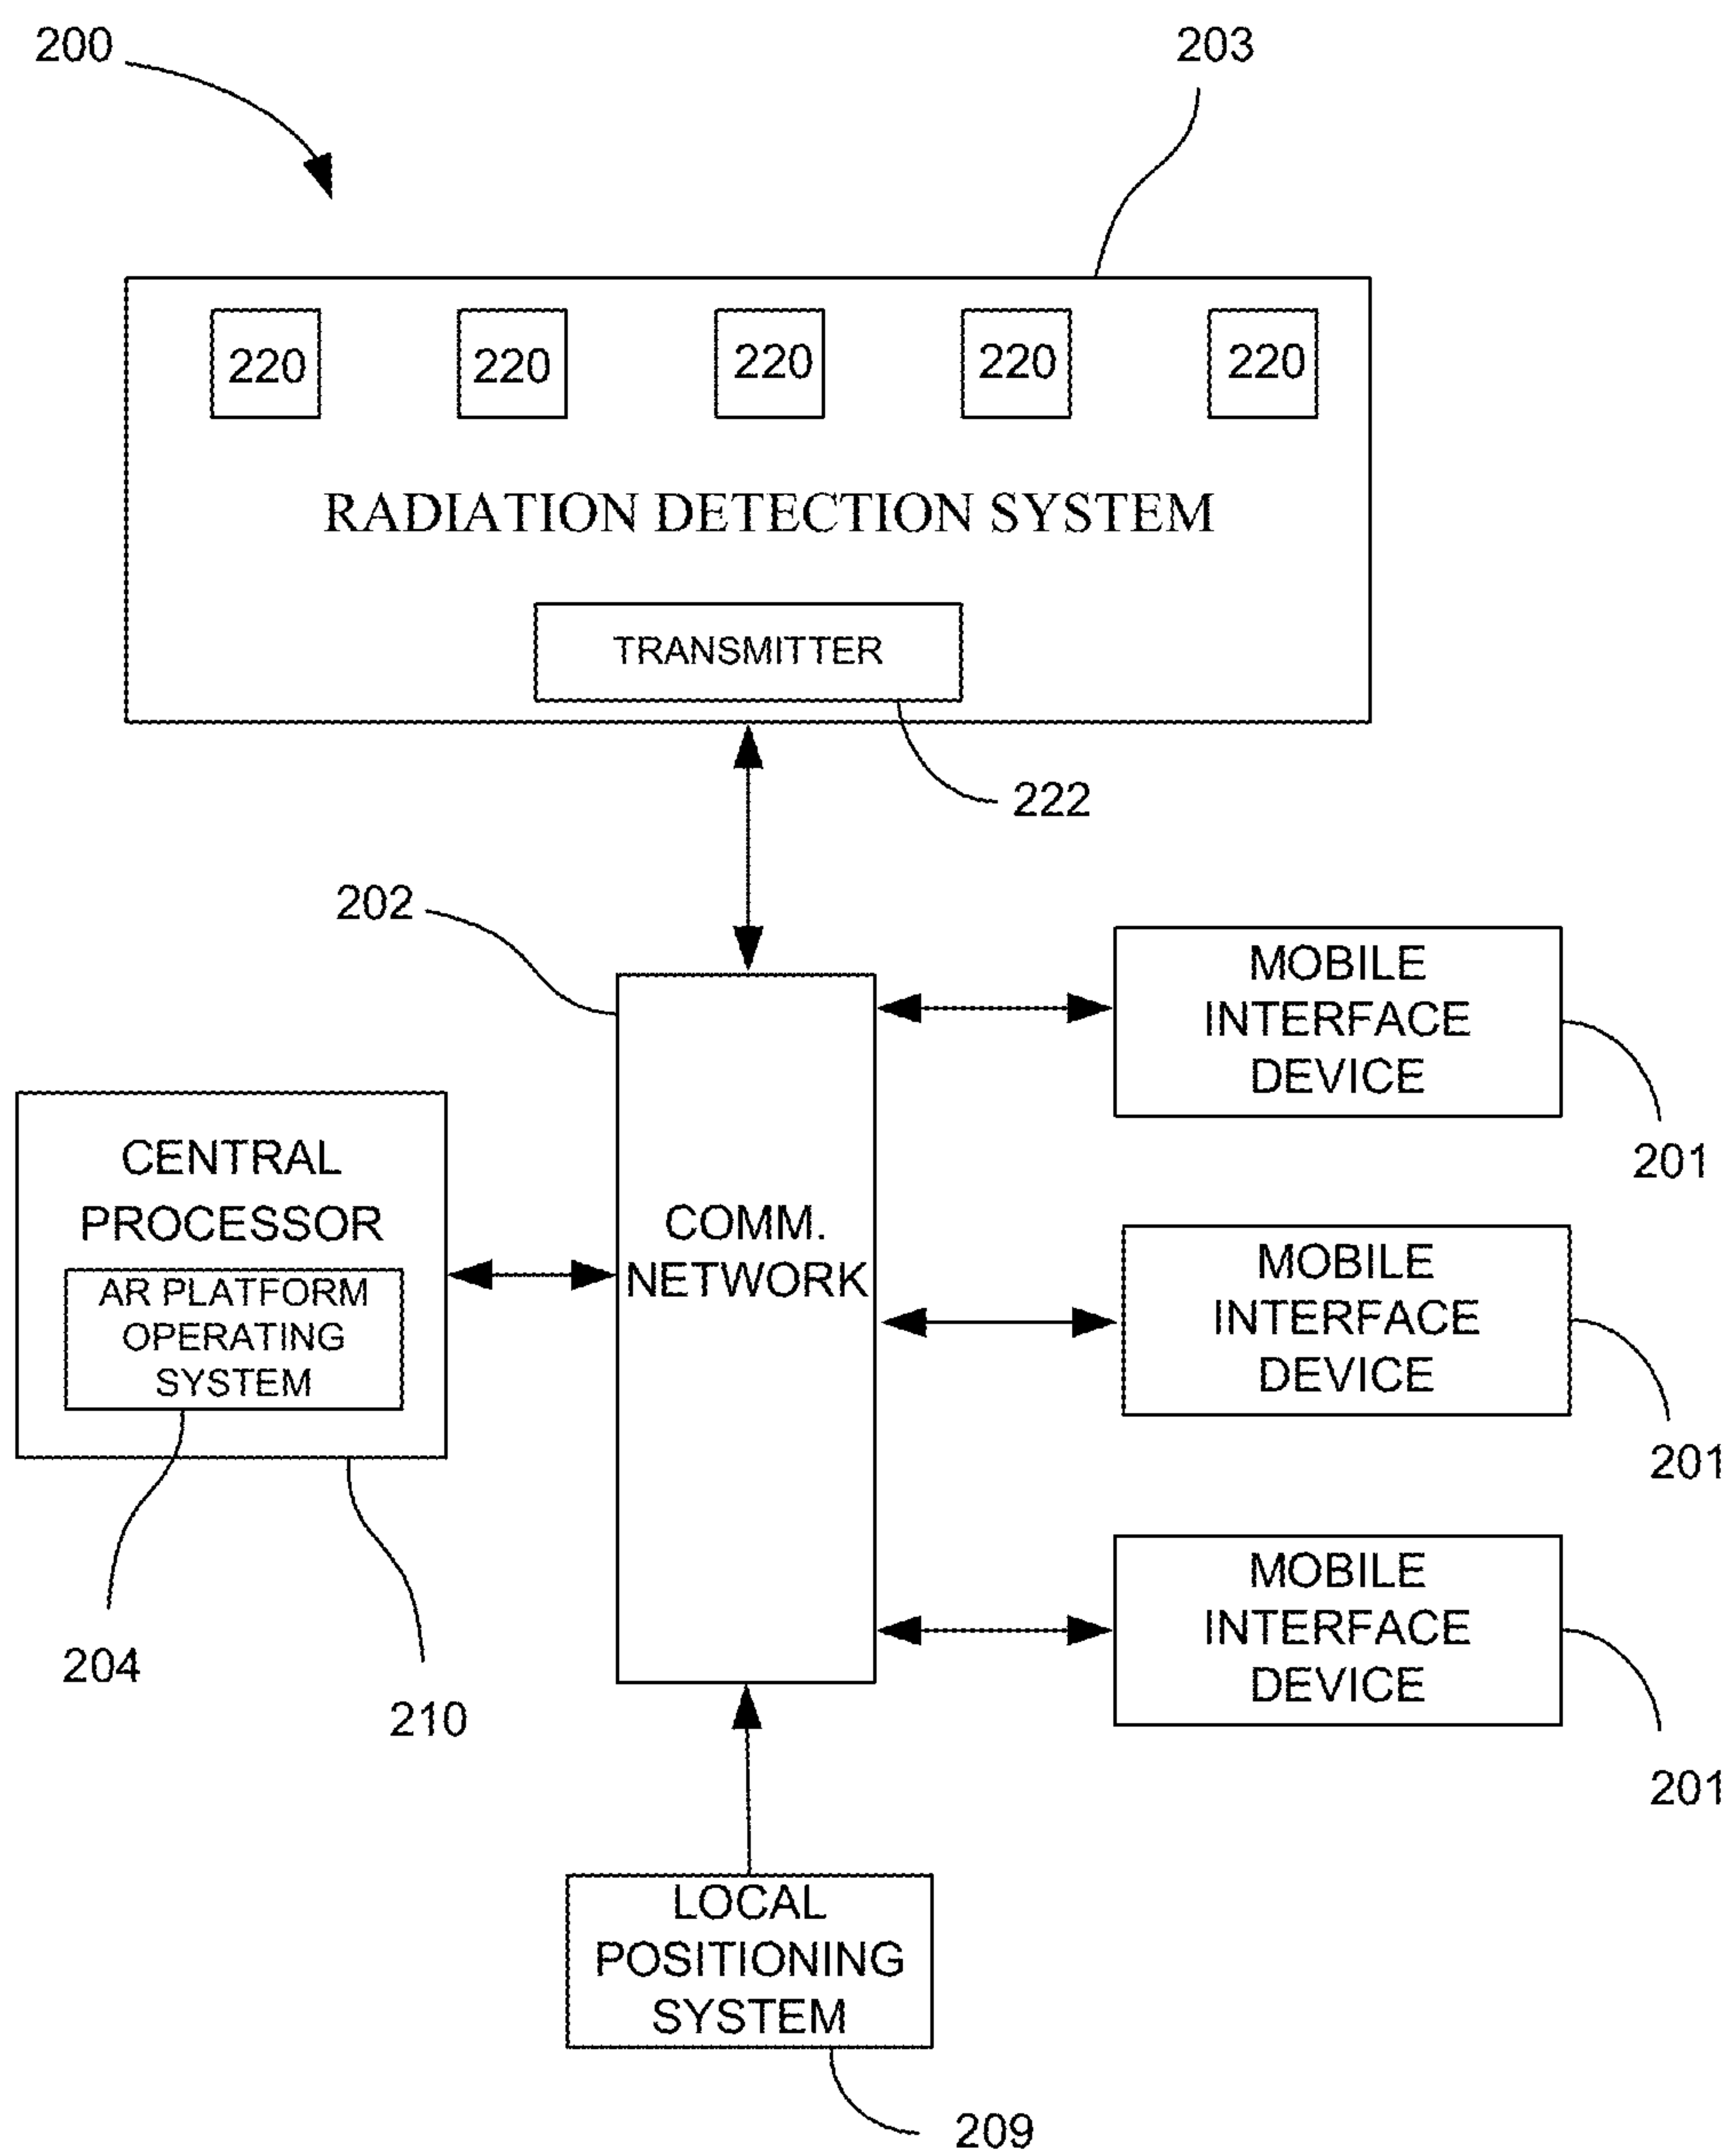 200
203
220 220 220 220 220
RADIATION DETECTION SYSTEM
TRANSMITTER
222
202
MOBILE
INTERFACE
DEVICE
201
CENTRAL
PROCESSOR
AR PLATFORM
OPERATING
SYSTEM
204
210
COMM.
NETWORK
MOBILE
INTERFACE
DEVICE
201
MOBILE
INTERFACE
DEVICE
201
LOCAL
POSITIONING
SYSTEM
209